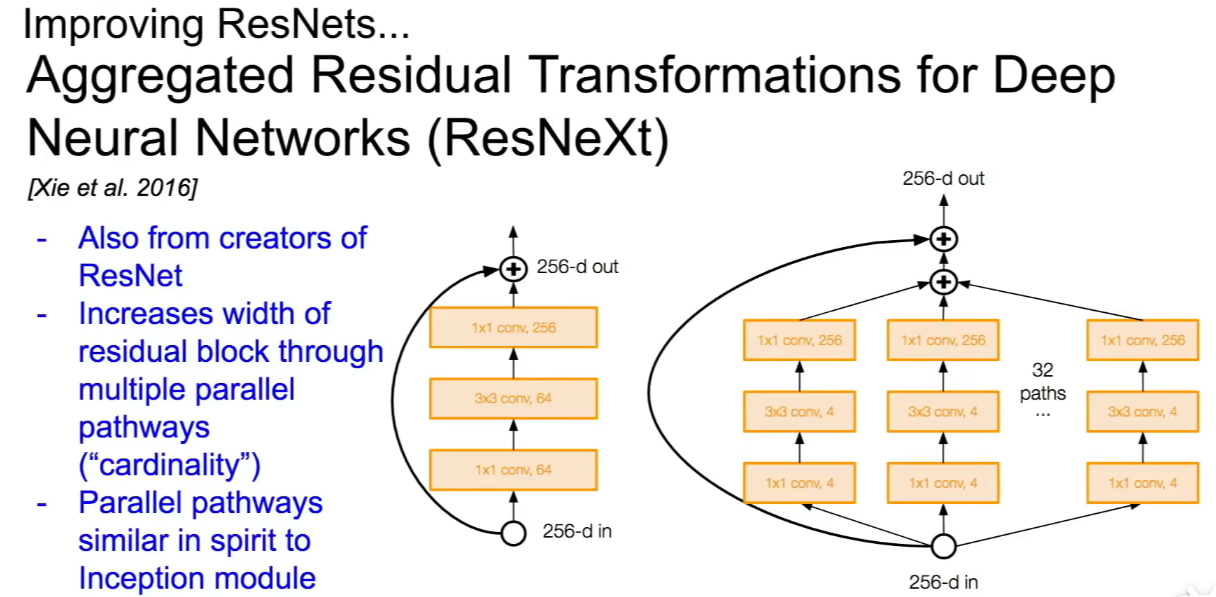 Improving ResNets...
Aggregated Residual Transformations for Deep
Neural Networks (ResNeXt)
[Xie et al. 2016]
- Also from creators of
ResNet
- Increases width of
residual block through
multiple parallel
pathways
(“cardinality”)
- Parallel pathways
similar in spirit to
Inception module
256-d out
1x1 conv, 256
3x3 conv, 64
1x1 conv, 64
256-d in
256-d out
1x1 conv, 256
1x1 conv, 256
1x1 conv, 256
32
paths
...
3x3 conv, 4
3x3 conv, 4
3x3 conv, 4
1x1 conv, 4
1x1 conv, 4
1x1 conv, 4
256-d in